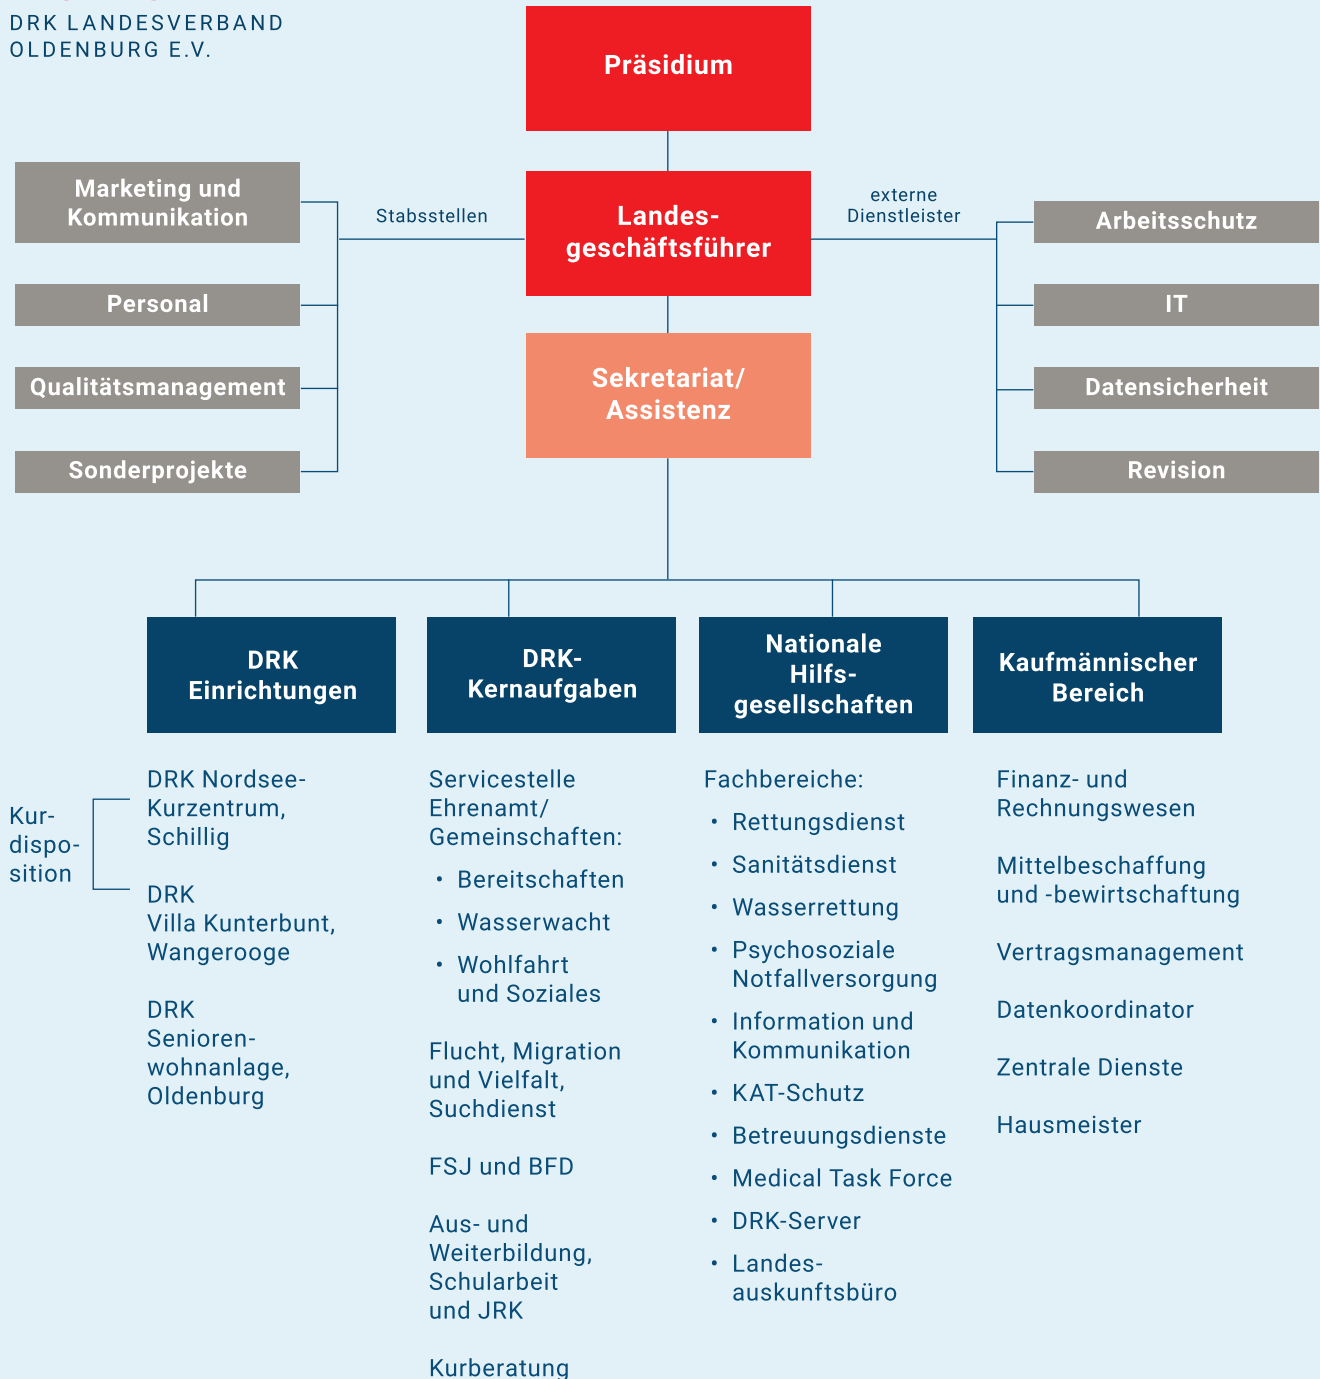 DRK LANDESVERBAND
OLDENBURG E.V.
Präsidium
Marketing und
Kommunikation
Personal
Qualitätsmanagement
Sonderprojekte
Stabsstellen
Landes-
geschäftsführer
externe
Dienstleister
Arbeitsschutz
IT
Datensicherheit
Revision
Sekretariat/
Assistenz
DRK
Einrichtungen
Kur-
dispo-
sition
DRK Nordsee-
Kurzentrum,
Schillig
DRK
Villa Kunterbunt,
Wangerooge
DRK
Senioren-
wohnanlage,
Oldenburg
DRK-
Kernaufgaben
Servicestelle
Ehrenamt/
Gemeinschaften:
• Bereitschaften
• Wasserwacht
• Wohlfahrt
und Soziales
Flucht, Migration
und Vielfalt,
Suchdienst
FSJ und BFD
Aus- und
Weiterbildung,
Schularbeit
und JRK
Kurberatung
Nationale
Hilfs-
gesellschaften
Fachbereiche:
• Rettungsdienst
• Sanitätsdienst
• Wasserrettung
• Psychosoziale
Notfallversorgung
• Information und
Kommunikation
• KAT-Schutz
• Betreuungsdienste
• Medical Task Force
• DRK-Server
• Landes-
auskunftsbüro
Kaufmännischer
Bereich
Finanz- und
Rechnungswesen
Mittelbeschaffung
und -bewirtschaftung
Vertragsmanagement
Datenkoordinator
Zentrale Dienste
Hausmeister